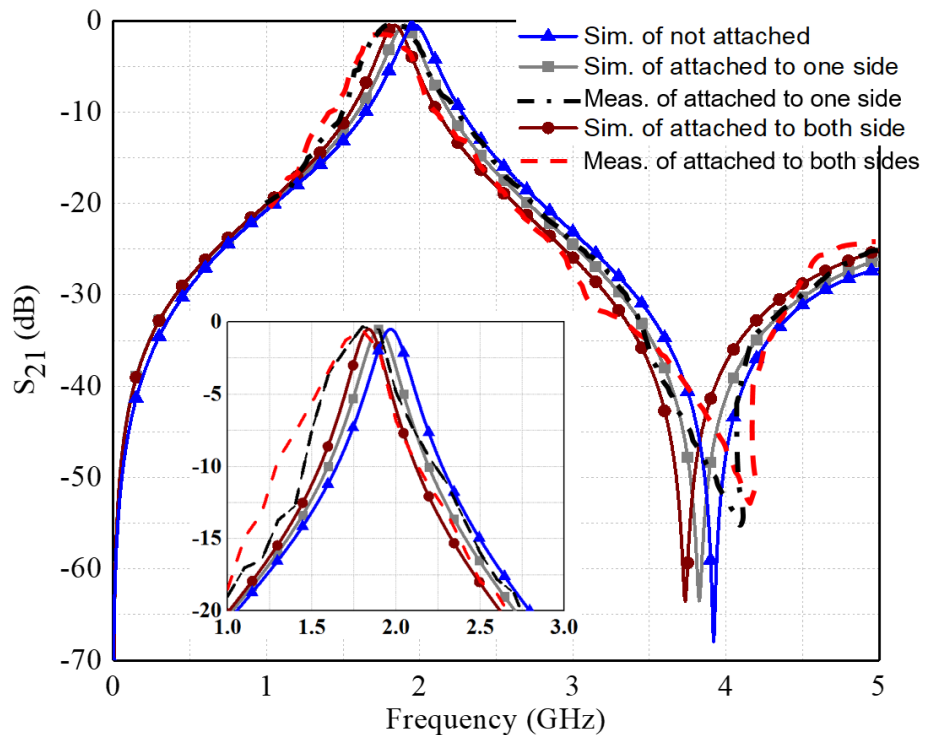 0
-10
-20
-30
-40
-50
-60
-70
S21 (dB)
0 1 2 3 4 5
Frequency (GHz)
Sim. of not attached
Sim. of attached to one side
Meas. of attached to one side
Sim. of attached to both side
Meas. of attached to both sides
0
-5
-10
-15
-20
1.0 1.5 2.0 2.5 3.0